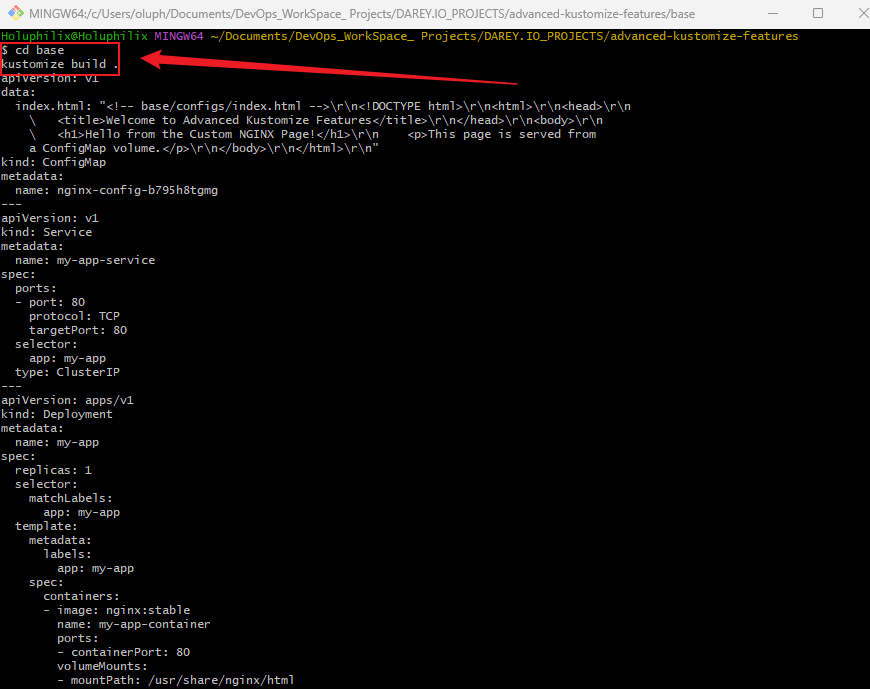 MINGW64:/c/Users/oluph/Documents/DevOps_WorkSpace_ Projects/DAREY.IO_PROJECTS/advanced-kustomize-features/base
Holuphilix@Holuphilix MINGW64 ~/Documents/DevOps_WorkSpace_ Projects/DAREY.IO_PROJECTS/advanced-kustomize-features
$ cd base
kustomize build .
apiVersion: v1
data:
  index.html: "<!-- base/configs/index.html -->\r\n<!DOCTYPE html>\r\n<html>\r\n<head>\r\n
    \   <title>Welcome to Advanced Kustomize Features</title>\r\n</head>\r\n<body>\r\n
    \   <h1>Hello from the Custom NGINX Page!</h1>\r\n    <p>This page is served from
    a ConfigMap volume.</p>\r\n</body>\r\n</html>\r\n"
kind: ConfigMap
metadata:
  name: nginx-config-b795h8tgmg
---
apiVersion: v1
kind: Service
metadata:
  name: my-app-service
spec:
  ports:
  - port: 80
    protocol: TCP
    targetPort: 80
  selector:
    app: my-app
  type: ClusterIP
---
apiVersion: apps/v1
kind: Deployment
metadata:
  name: my-app
spec:
  replicas: 1
  selector:
    matchLabels:
      app: my-app
  template:
    metadata:
      labels:
        app: my-app
    spec:
      containers:
      - image: nginx:stable
        name: my-app-container
        ports:
        - containerPort: 80
        volumeMounts:
        - mountPath: /usr/share/nginx/html